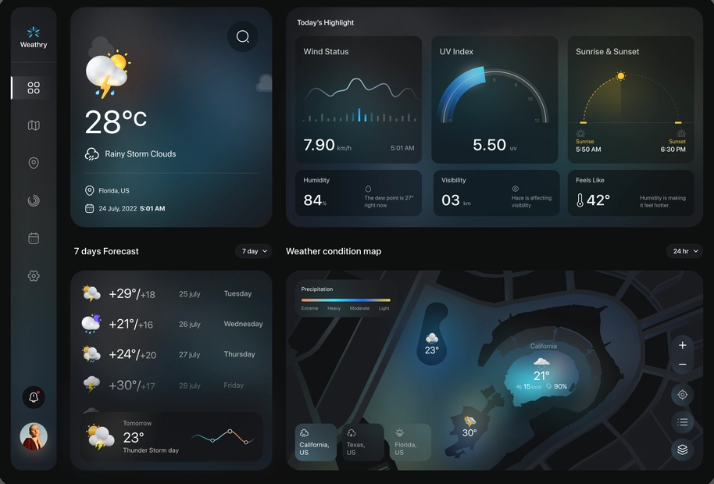 Weathry
28°C
Rainy Storm Clouds
Florida, US
24 July, 2022 5:01 AM
Today's Highlight
Wind Status
7.90 km/h
5:01 AM
UV Index
5.50 uv
Sunrise & Sunset
Sunrise
5:50 AM
Sunset
6:30 PM
Humidity
84%
The dew point is 27°
right now
Visibility
03 km
Haze is affecting
visibility
Feels Like
42°
Humidity is making
it feel hotter.
7 days Forecast
7 day
+29°/+18 25 july Tuesday
+21°/+16 26 july Wednesday
+24°/+20 27 july Thursday
+30°/+17 28 july Friday
Tomorrow
23°
Thunder Storm day
Weather condition map
24 hr
Precipitation
Extreme Heavy Moderate Light
23°
California
21°
90%
30°
California,
US
Texas,
US
Florida,
US